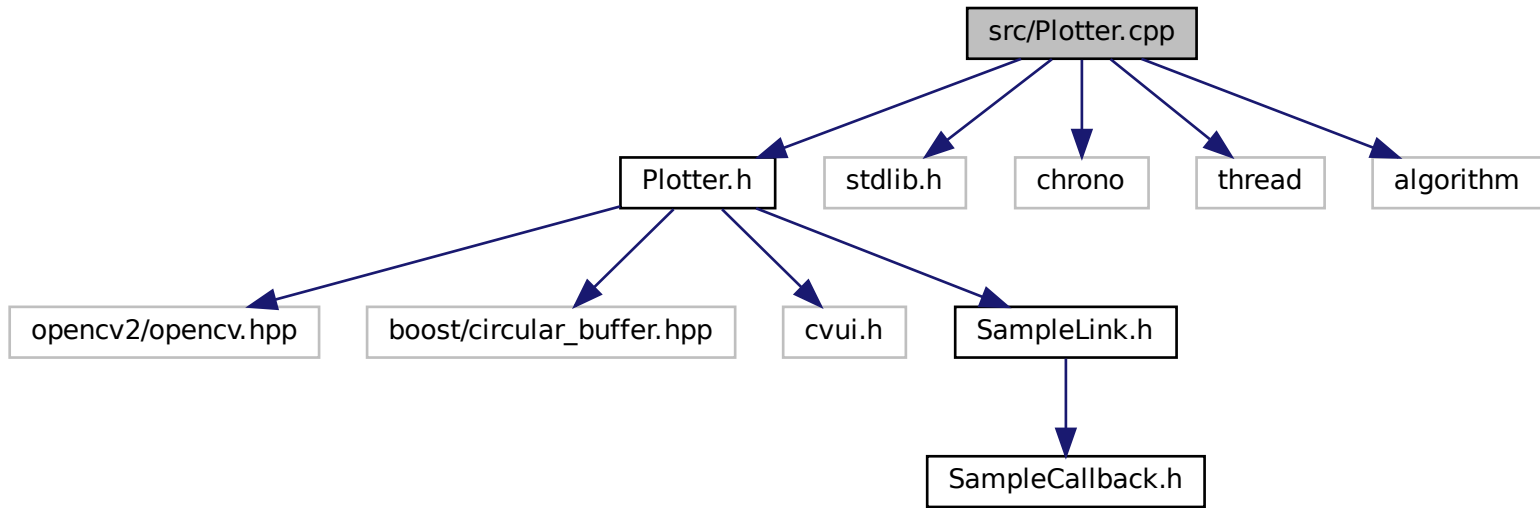 src/Plotter.cpp
Plotter.h
stdlib.h
chrono
thread
algorithm
opencv2/opencv.hpp
boost/circular_buffer.hpp
cvui.h
SampleLink.h
SampleCallback.h